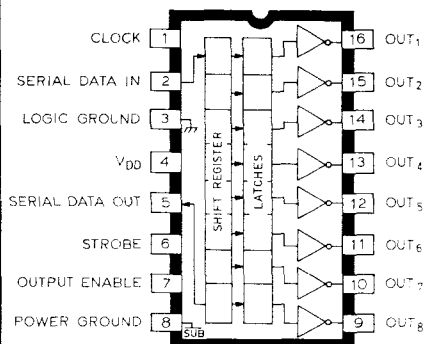 CLOCK 1 16 OUT1
SERIAL DATA IN 2 15 OUT2
LOGIC GROUND 3 14 OUT3
VDD 4 13 OUT4
SERIAL DATA OUT 5 12 OUT5
STROBE 6 11 OUT6
OUTPUT ENABLE 7 10 OUT7
POWER GROUND 8 9 OUT8
SHIFT REGISTER
LATCHES
SUB